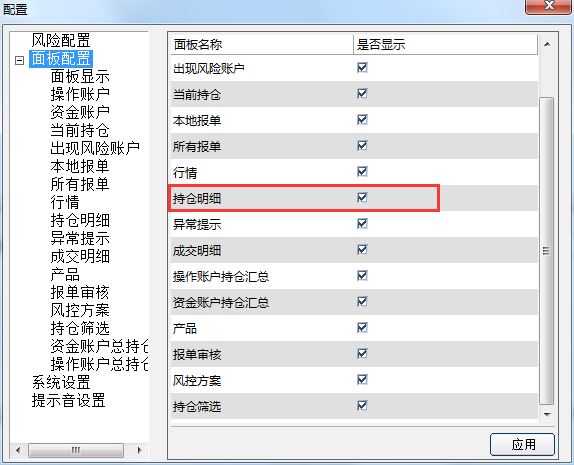 配置
风险配置
面板配置
面板显示
操作账户
资金账户
当前持仓
出现风险账户
本地报单
所有报单
行情
持仓明细
异常提示
成交明细
产品
报单审核
风控方案
持仓筛选
资金账户总持仓
操作账户总持仓
系统设置
提示音设置
面板名称 是否显示
出现风险账户
当前持仓
本地报单
所有报单
行情
持仓明细
异常提示
成交明细
操作账户持仓汇总
资金账户持仓汇总
产品
报单审核
风控方案
持仓筛选
应用